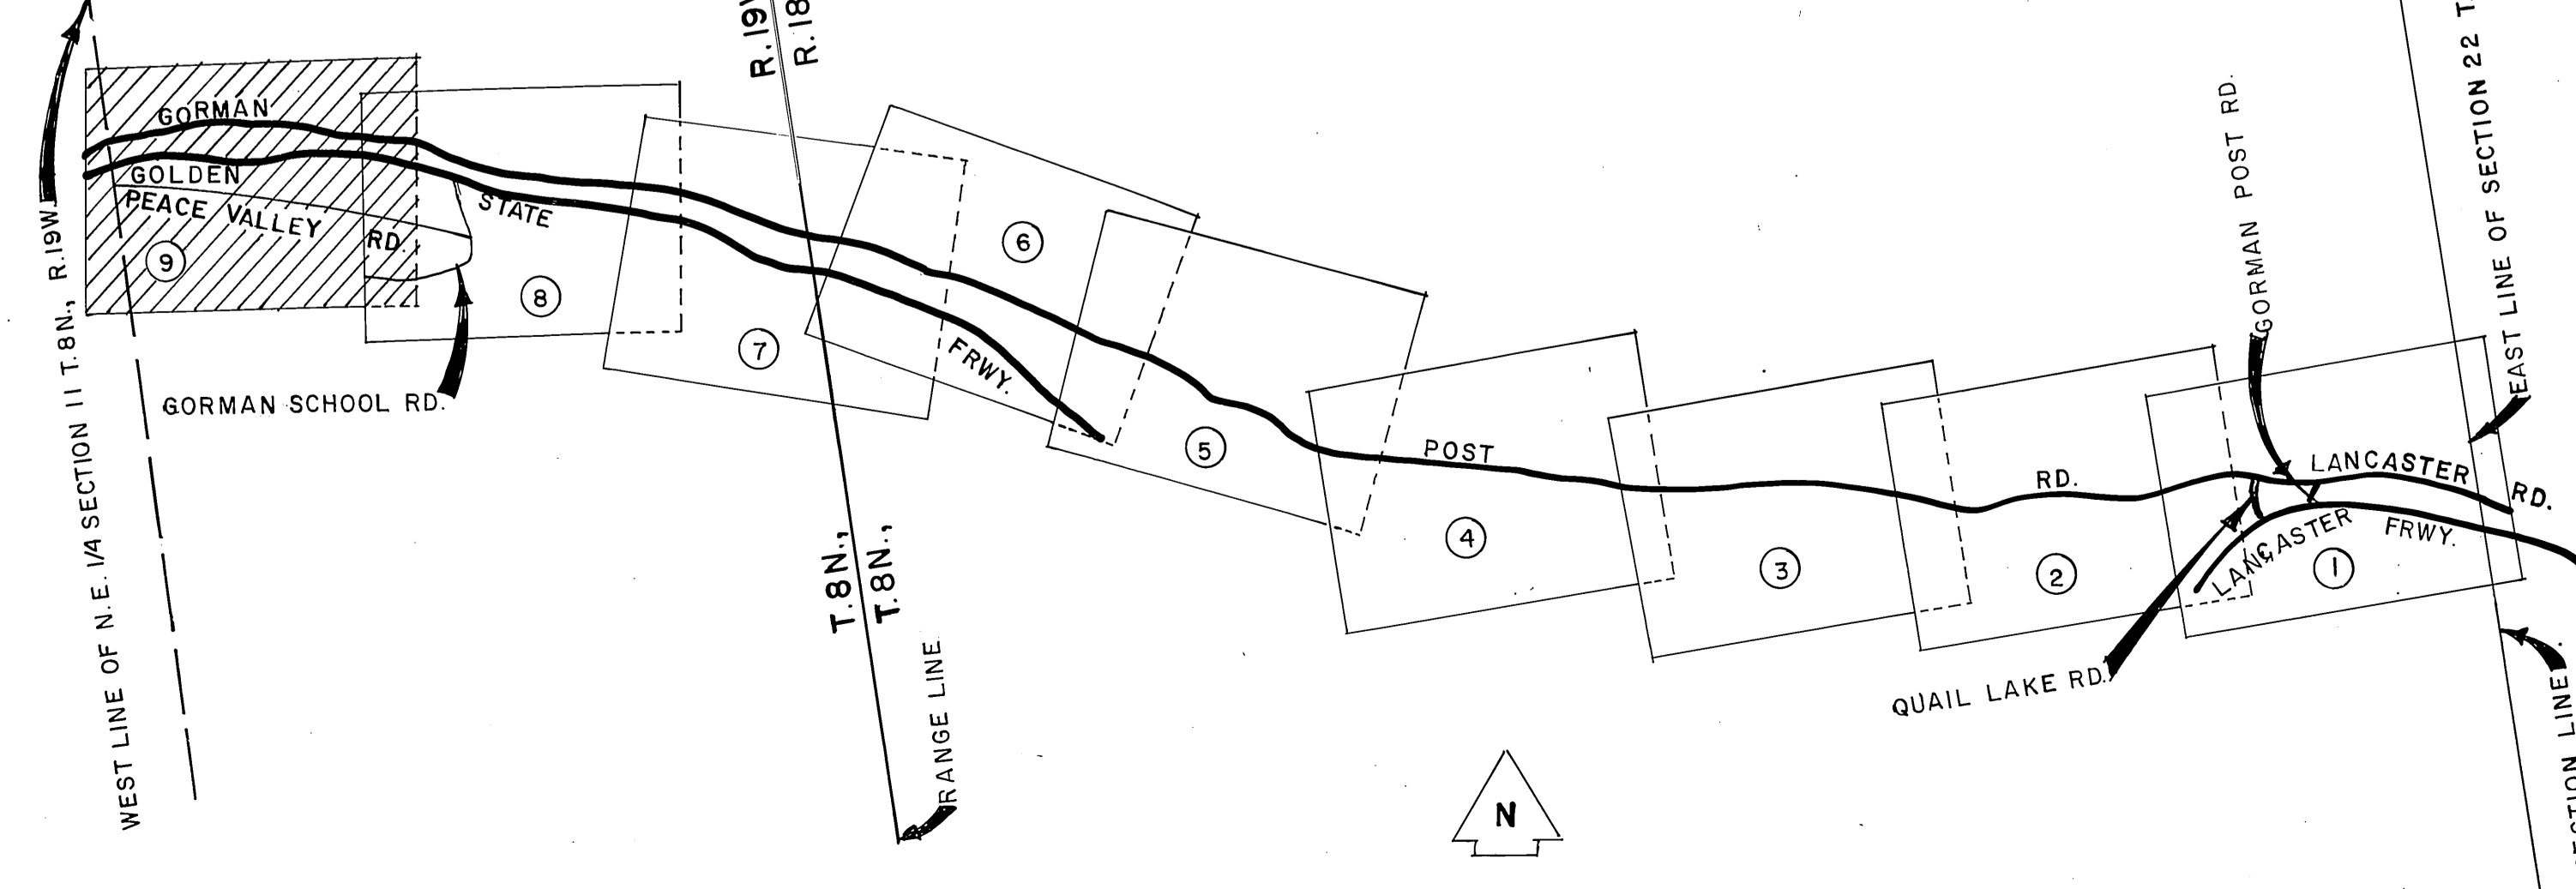 R.19W
R.18
GORMAN
GOLDEN
STATE
FRWY.
PEACE VALLEY RD.
9
8
7
6
5
4
3
2
1
POST
RD.
LANCASTER RD.
LANCASTER FRWY.
GORMAN SCHOOL RD.
GORMAN POST RD.
QUAIL LAKE RD.
WEST LINE OF N.E. 1/4 SECTION 11 T.8N., R.19W.
T.8N.,
T.8N.,
RANGE LINE
EAST LINE OF SECTION 22
SECTION LINE
N